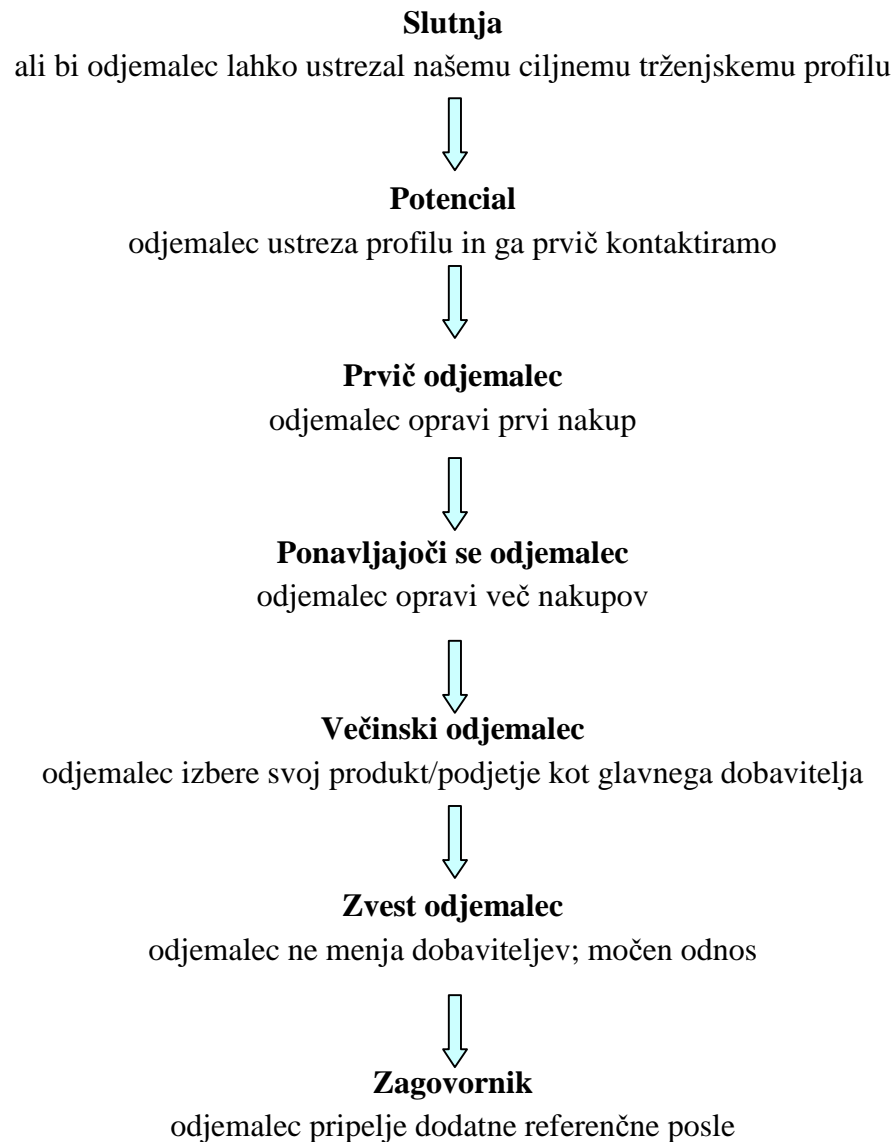 Slutnja
ali bi odjemalec lahko ustrezal našemu ciljnemu trženjskemu profilu
Potencial
odjemalec ustreza profilu in ga prvič kontaktiramo
Prvič odjemalec
odjemalec opravi prvi nakup
Ponavljajoči se odjemalec
odjemalec opravi več nakupov
Večinski odjemalec
odjemalec izbere svoj produkt/podjetje kot glavnega dobavitelja
Zvest odjemalec
odjemalec ne menja dobaviteljev; močen odnos
Zagovornik
odjemalec pripelje dodatne referenčne posle